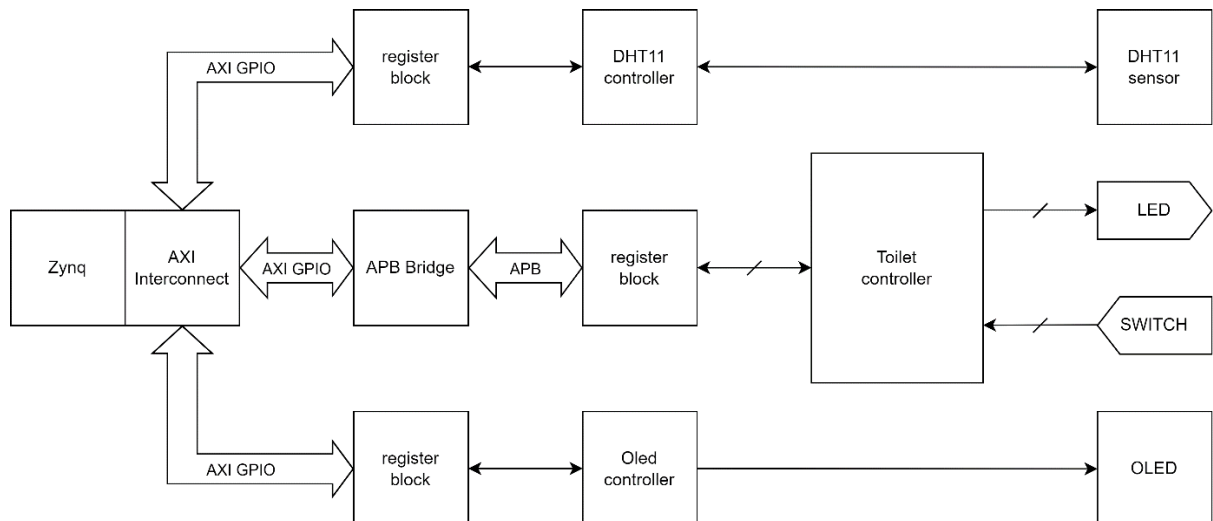 AXI GPIO
register
block
DHT11
controller
DHT11
sensor
Zynq
AXI
Interconnect
AXI GPIO
APB Bridge
APB
register
block
Toilet
controller
LED
SWITCH
AXI GPIO
register
block
Oled
controller
OLED